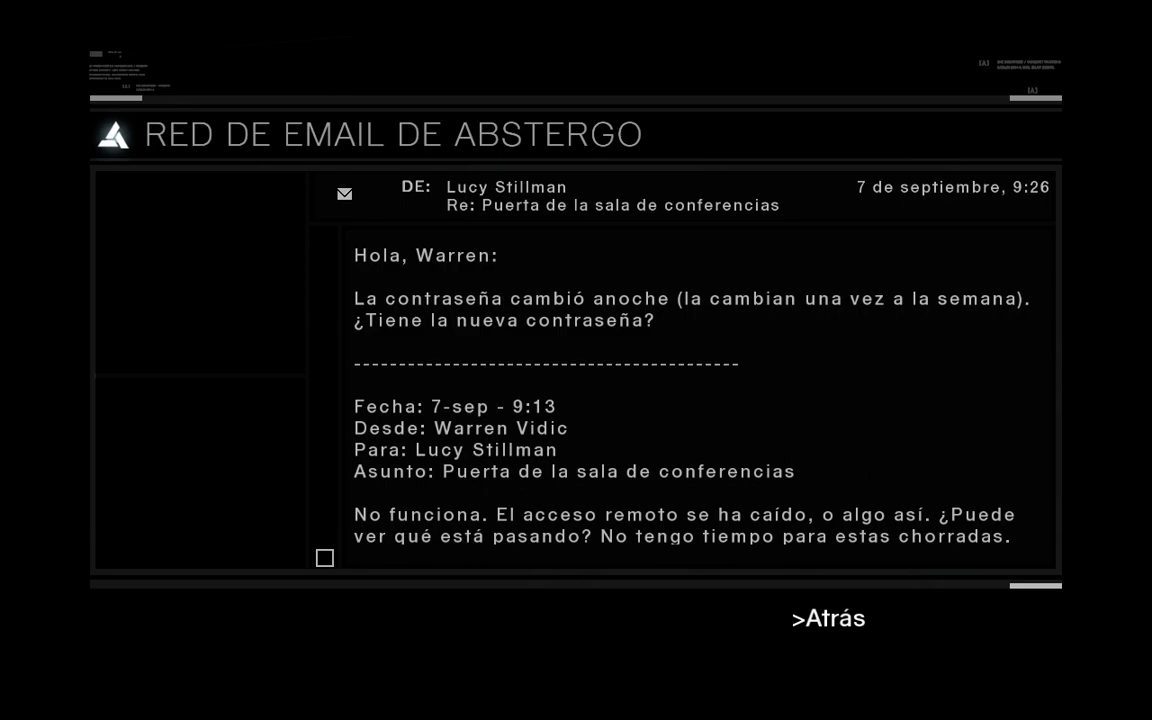 RED DE EMAIL DE ABSTERGO
DE: Lucy Stillman 7 de septiembre, 9:26
Re: Puerta de la sala de conferencias
Hola, Warren:
La contraseña cambió anoche (la cambian una vez a la semana).
¿Tiene la nueva contraseña?
-------------------------------------------
Fecha: 7-sep - 9:13
Desde: Warren Vidic
Para: Lucy Stillman
Asunto: Puerta de la sala de conferencias
No funciona. El acceso remoto se ha caído, o algo así. ¿Puede
ver qué está pasando? No tengo tiempo para estas chorradas.
>Atrás